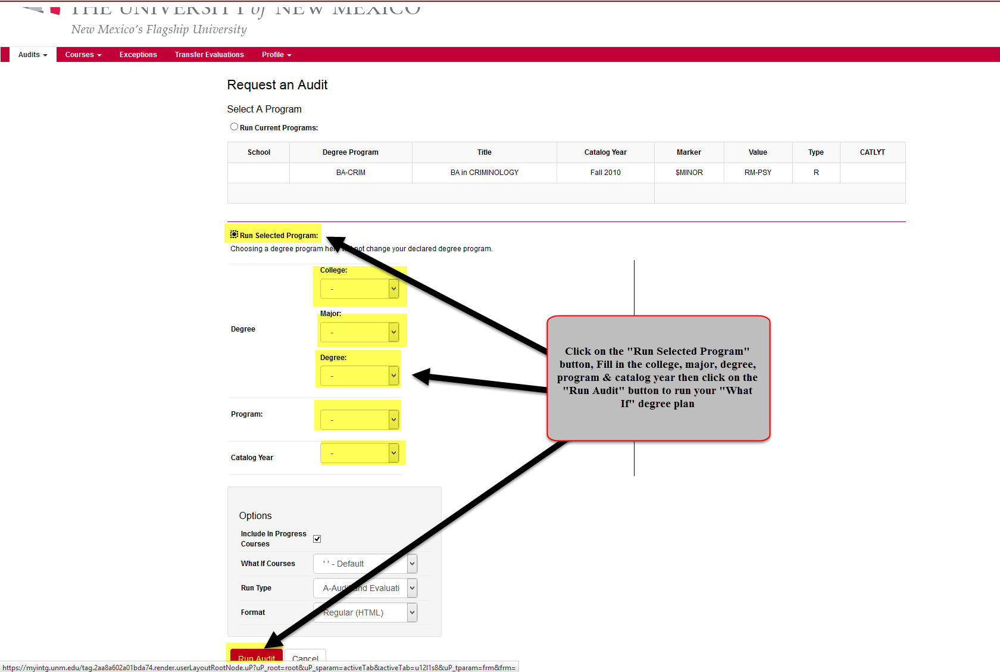 THE UNIVERSITY of NEW MEXICO
New Mexico's Flagship University
Audits Courses Exceptions Transfer Evaluations Profile
Request an Audit
Select A Program
Run Current Programs:
School Degree Program Title Catalog Year Marker Value Type CATLYT
BA-CRIM BA in CRIMINOLOGY Fall 2010 $MINOR RM-PSY R
Run Selected Program:
Choosing a degree program here will not change your declared degree program.
College:
-
Major:
-
Degree
Degree:
-
Program:
-
Catalog Year
-
Click on the "Run Selected Program"
button, Fill in the college, major, degree,
program & catalog year then click on the
"Run Audit" button to run your "What
If" degree plan
Options
Include In Progress
Courses
What If Courses ' ' - Default
Run Type A-Audit and Evaluati
Format Regular (HTML)
Run Audit Cancel
https://myintg.unm.edu/tag.2aa8a602a01bda74.render.userLayoutRootNode.uP?uP_root=root&uP_sparam=activeTab&activeTab=u12l1s8&uP_tparam=frm&frm=